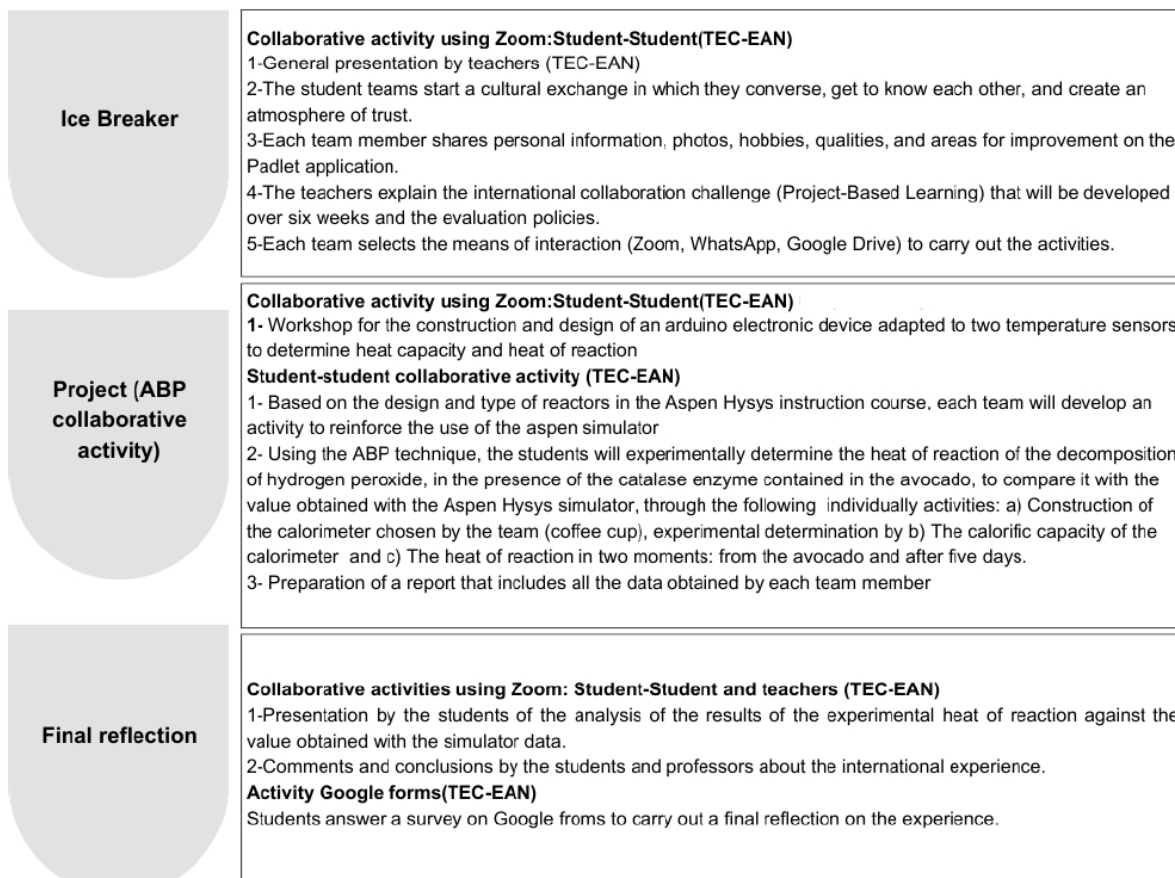 Ice Breaker
Collaborative activity using Zoom:Student-Student(TEC-EAN)
1-General presentation by teachers (TEC-EAN)
2-The student teams start a cultural exchange in which they converse, get to know each other, and create an
atmosphere of trust.
3-Each team member shares personal information, photos, hobbies, qualities, and areas for improvement on the
Padlet application.
4-The teachers explain the international collaboration challenge (Project-Based Learning) that will be developed
over six weeks and the evaluation policies.
5-Each team selects the means of interaction (Zoom, WhatsApp, Google Drive) to carry out the activities.
Project (ABP
collaborative
activity)
Collaborative activity using Zoom:Student-Student(TEC-EAN)
1- Workshop for the construction and design of an arduino electronic device adapted to two temperature sensors
to determine heat capacity and heat of reaction
Student-student collaborative activity (TEC-EAN)
1- Based on the design and type of reactors in the Aspen Hysys instruction course, each team will develop an
activity to reinforce the use of the aspen simulator
2- Using the ABP technique, the students will experimentally determine the heat of reaction of the decomposition
of hydrogen peroxide, in the presence of the catalase enzyme contained in the avocado, to compare it with the
value obtained with the Aspen Hysys simulator, through the following individually activities: a) Construction of
the calorimeter chosen by the team (coffee cup), experimental determination by b) The calorific capacity of the
calorimeter and c) The heat of reaction in two moments: from the avocado and after five days.
3- Preparation of a report that includes all the data obtained by each team member
Final reflection
Collaborative activities using Zoom: Student-Student and teachers (TEC-EAN)
1-Presentation by the students of the analysis of the results of the experimental heat of reaction against the
value obtained with the simulator data.
2-Comments and conclusions by the students and professors about the international experience.
Activity Google forms(TEC-EAN)
Students answer a survey on Google froms to carry out a final reflection on the experience.